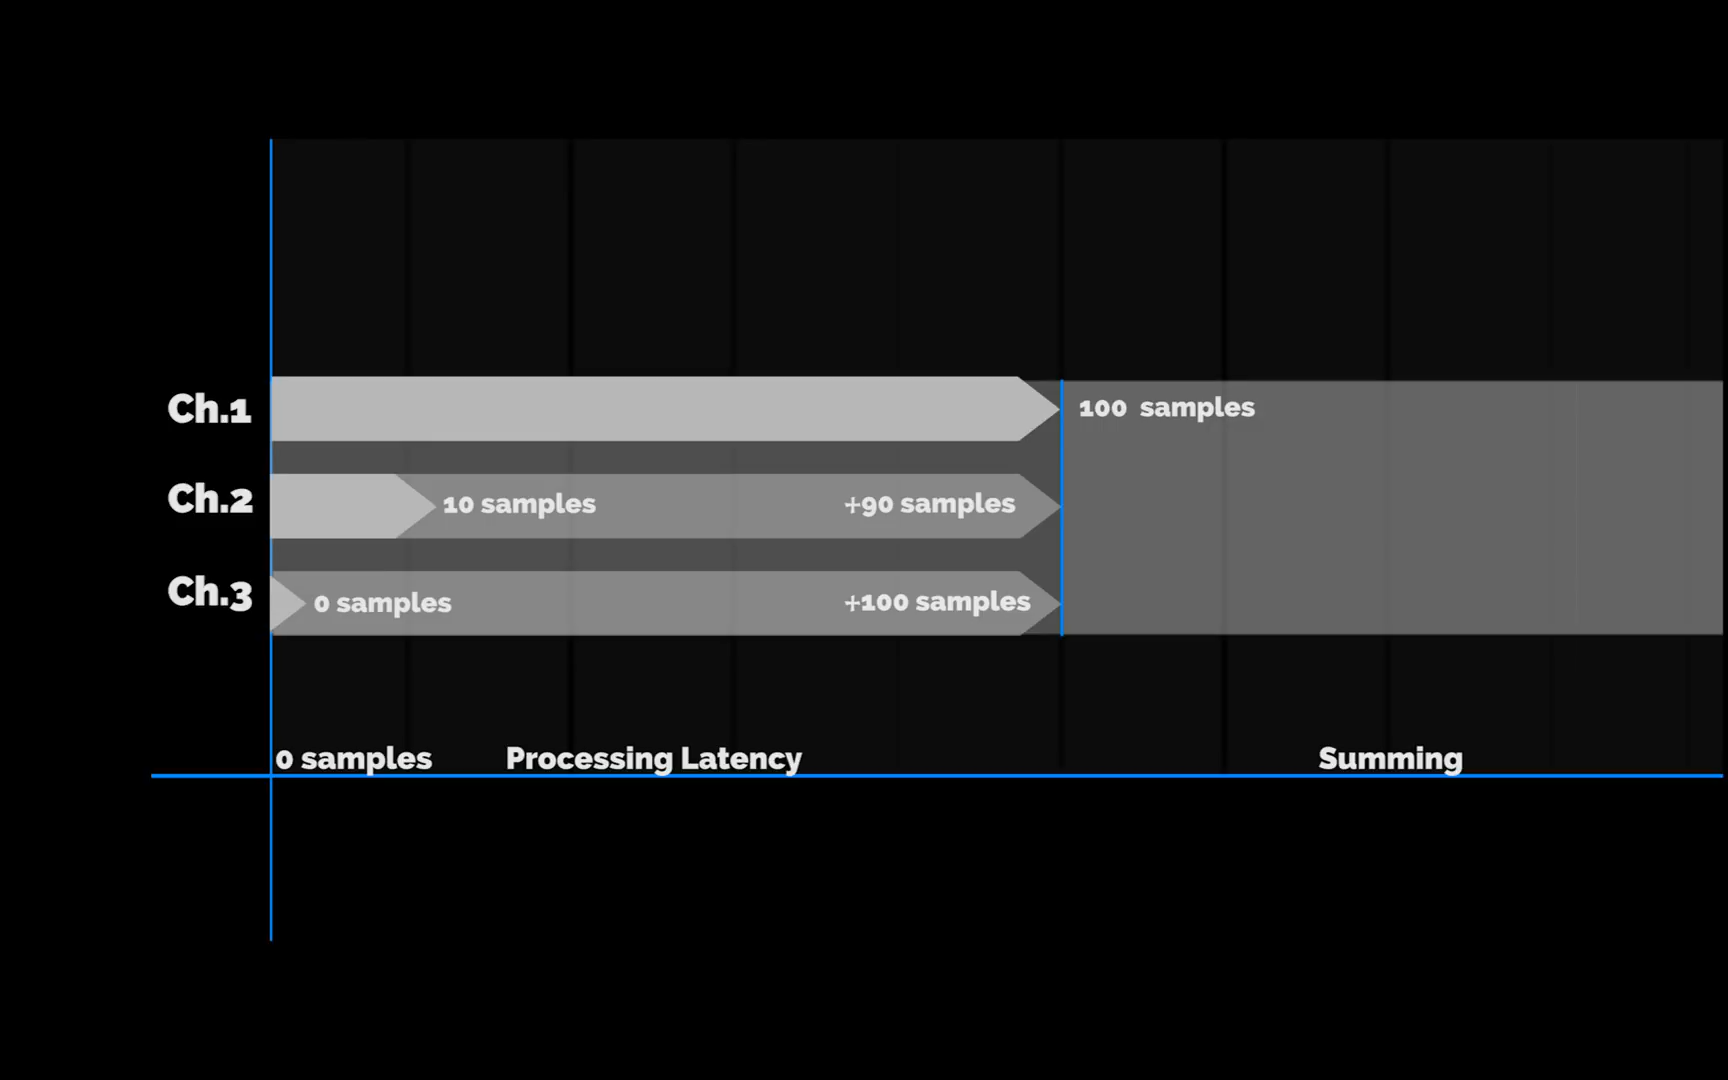 Ch.1
100 samples
Ch.2
10 samples
+90 samples
Ch.3
0 samples
+100 samples
0 samples
Processing Latency
Summing